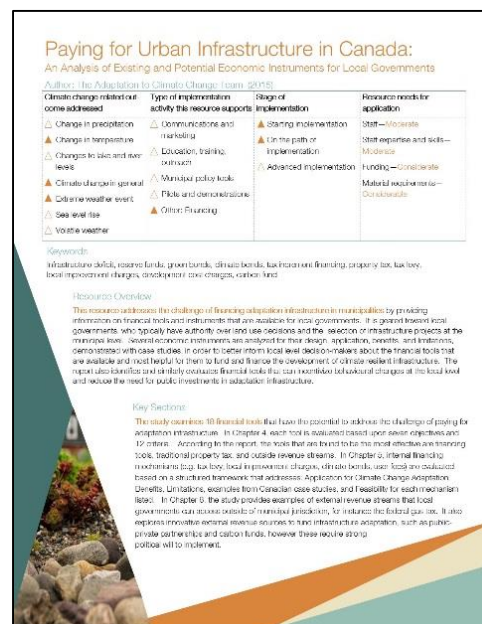 Paying for Urban Infrastructure in Canada:
An Analysis of Existing and Potential Economic Instruments for Local Governments
Author: The Adaptation to Climate Change Team (2015)
Climate change related out come addressed
Type of implementation activity this resource supports
Stage of implementation
Resource needs for application
△ Change in precipitation
▲ Change in temperature
△ Changes to lake and river levels
▲ Climate change in general
▲ Extreme weather event
△ Sea level rise
△ Volatile weather
△ Communications and marketing
△ Education, training, outreach
△ Municipal policy tools
△ Pilots and demonstrations
▲ Other: Financing
▲ Starting implementation
▲ On the path of implementation
△ Advanced implementation
Staff—Moderate
Staff expertise and skills—Moderate
Funding—Considerate
Material requirements—Considerable
Keywords
Infrastructure deficit, reserve funds, green bonds, climate bonds, tax increment financing, property tax, tax levy,
local improvement charges, development cost charges, carbon fund
Resource Overview
This resource addresses the challenge of financing adaptation infrastructure in municipalities by providing
information on financial tools and instruments that are available for local governments. It is geared toward local
governments, who typically have authority over land use decisions and the selection of infrastructure projects at the
municipal level. Several economic instruments are analyzed for their design, application, benefits, and limitations,
demonstrated with case studies, in order to better inform local level decision-makers about the financial tools that
are available and most helpful for them to fund and finance the development of climate resilient infrastructure. The
report also identifies and similarly evaluates financial tools that can incentivize behavioural changes at the local level
and reduce the need for public investments in adaptation infrastructure.
Key Sections
The study examines 18 financial tools that have the potential to address the challenge of paying for
adaptation infrastructure. In Chapter 4, each tool is evaluated based upon seven objectives and
12 criteria. According to the report, the tools that are found to be the most effective are financing
tools, traditional property tax, and outside revenue streams. In Chapter 5, internal financing
mechanisms (e.g. tax levy, local improvement charges, climate bonds, user fees) are evaluated
based on a structured framework that addresses: Application for Climate Change Adaptation,
Benefits, Limitations, examples from Canadian case studies, and Feasibility for each mechanism
listed. In Chapter 6, the study provides examples of external revenue streams that local
governments can access outside of municipal jurisdiction, for instance the federal gas tax. It also
explores innovative external revenue sources to fund infrastructure adaptation, such as public-
private partnerships and carbon funds, however these require strong
political will to implement.